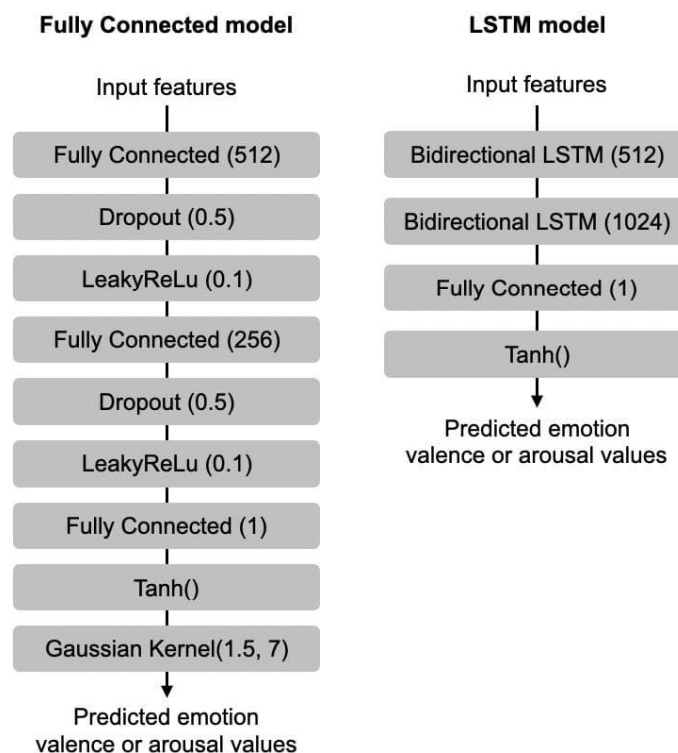 Fully Connected model
Input features
Fully Connected (512)
Dropout (0.5)
LeakyReLu (0.1)
Fully Connected (256)
Dropout (0.5)
LeakyReLu (0.1)
Fully Connected (1)
Tanh()
Gaussian Kernel(1.5, 7)
Predicted emotion
valence or arousal values
LSTM model
Input features
Bidirectional LSTM (512)
Bidirectional LSTM (1024)
Fully Connected (1)
Tanh()
Predicted emotion
valence or arousal values